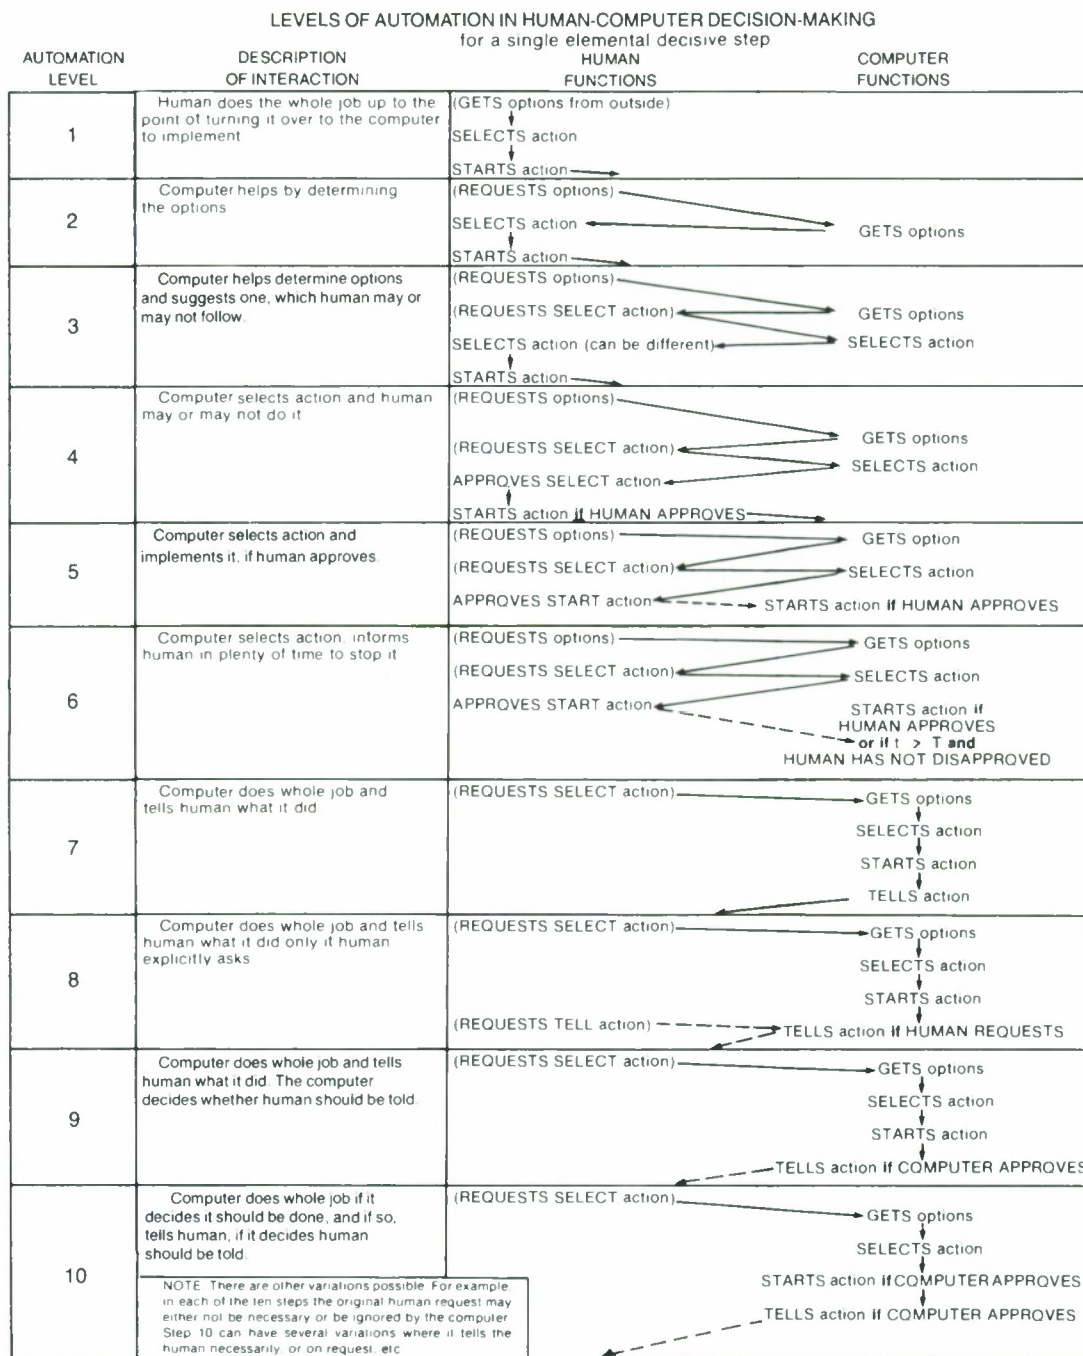 LEVELS OF AUTOMATION IN HUMAN-COMPUTER DECISION-MAKING
for a single elemental decisive step
AUTOMATION LEVEL
DESCRIPTION OF INTERACTION
HUMAN FUNCTIONS
COMPUTER FUNCTIONS
1
Human does the whole job up to the
point of turning it over to the computer
to implement
(GETS options from outside)
SELECTS action
STARTS action
2
Computer helps by determining
the options
(REQUESTS options)
SELECTS action
GETS options
STARTS action
3
Computer helps determine options
and suggests one, which human may or
may not follow.
(REQUESTS options)
(REQUESTS SELECT action)
GETS options
SELECTS action (can be different)
SELECTS action
STARTS action
4
Computer selects action and human
may or may not do it
(REQUESTS options)
GETS options
(REQUESTS SELECT action)
SELECTS action
APPROVES SELECT action
STARTS action if HUMAN APPROVES
5
Computer selects action and
implements it, if human approves.
(REQUESTS options)
GETS option
(REQUESTS SELECT action)
SELECTS action
APPROVES START action
STARTS action if HUMAN APPROVES
6
Computer selects action, informs
human in plenty of time to stop it
(REQUESTS options)
GETS options
(REQUESTS SELECT action)
SELECTS action
APPROVES START action
STARTS action if
HUMAN APPROVES
or if t > T and
HUMAN HAS NOT DISAPPROVED
7
Computer does whole job and
tells human what it did
(REQUESTS SELECT action)
GETS options
SELECTS action
STARTS action
TELLS action
8
Computer does whole job and tells
human what it did only if human
explicitly asks
(REQUESTS SELECT action)
GETS options
SELECTS action
STARTS action
(REQUESTS TELL action)
TELLS action if HUMAN REQUESTS
9
Computer does whole job and tells
human what it did. The computer
decides whether human should be told.
(REQUESTS SELECT action)
GETS options
SELECTS action
STARTS action
TELLS action if COMPUTER APPROVES
10
Computer does whole job if it
decides it should be done, and if so,
tells human, if it decides human
should be told.
(REQUESTS SELECT action)
GETS options
SELECTS action
STARTS action if COMPUTER APPROVES
TELLS action if COMPUTER APPROVES
NOTE There are other variations possible For example,
in each of the ten steps the original human request may
either not be necessary or be ignored by the computer
Step 10 can have several variations where it tells the
human necessarily, or on request, etc